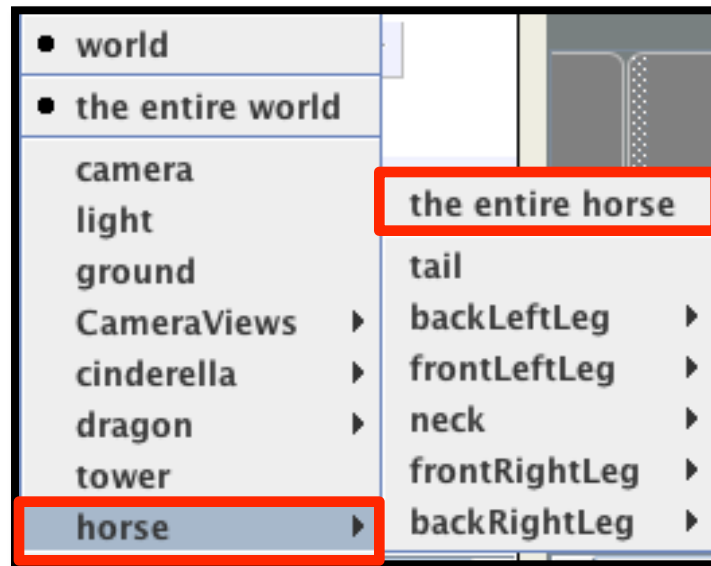 world
the entire world
camera
light
ground
CameraViews
cinderella
dragon
tower
horse
the entire horse
tail
backLeftLeg
frontLeftLeg
neck
frontRightLeg
backRightLeg